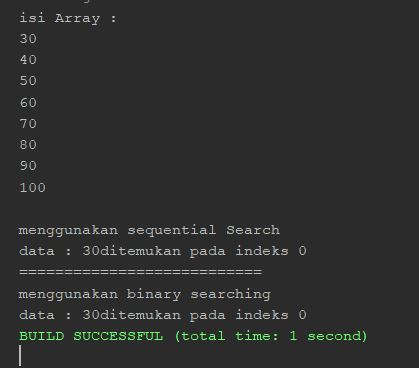 isi Array :
30
40
50
60
70
80
90
100
menggunakan sequential Search
data : 30ditemukan pada indeks 0
===========================
menggunakan binary searching
data : 30ditemukan pada indeks 0
BUILD SUCCESSFUL (total time: 1 second)